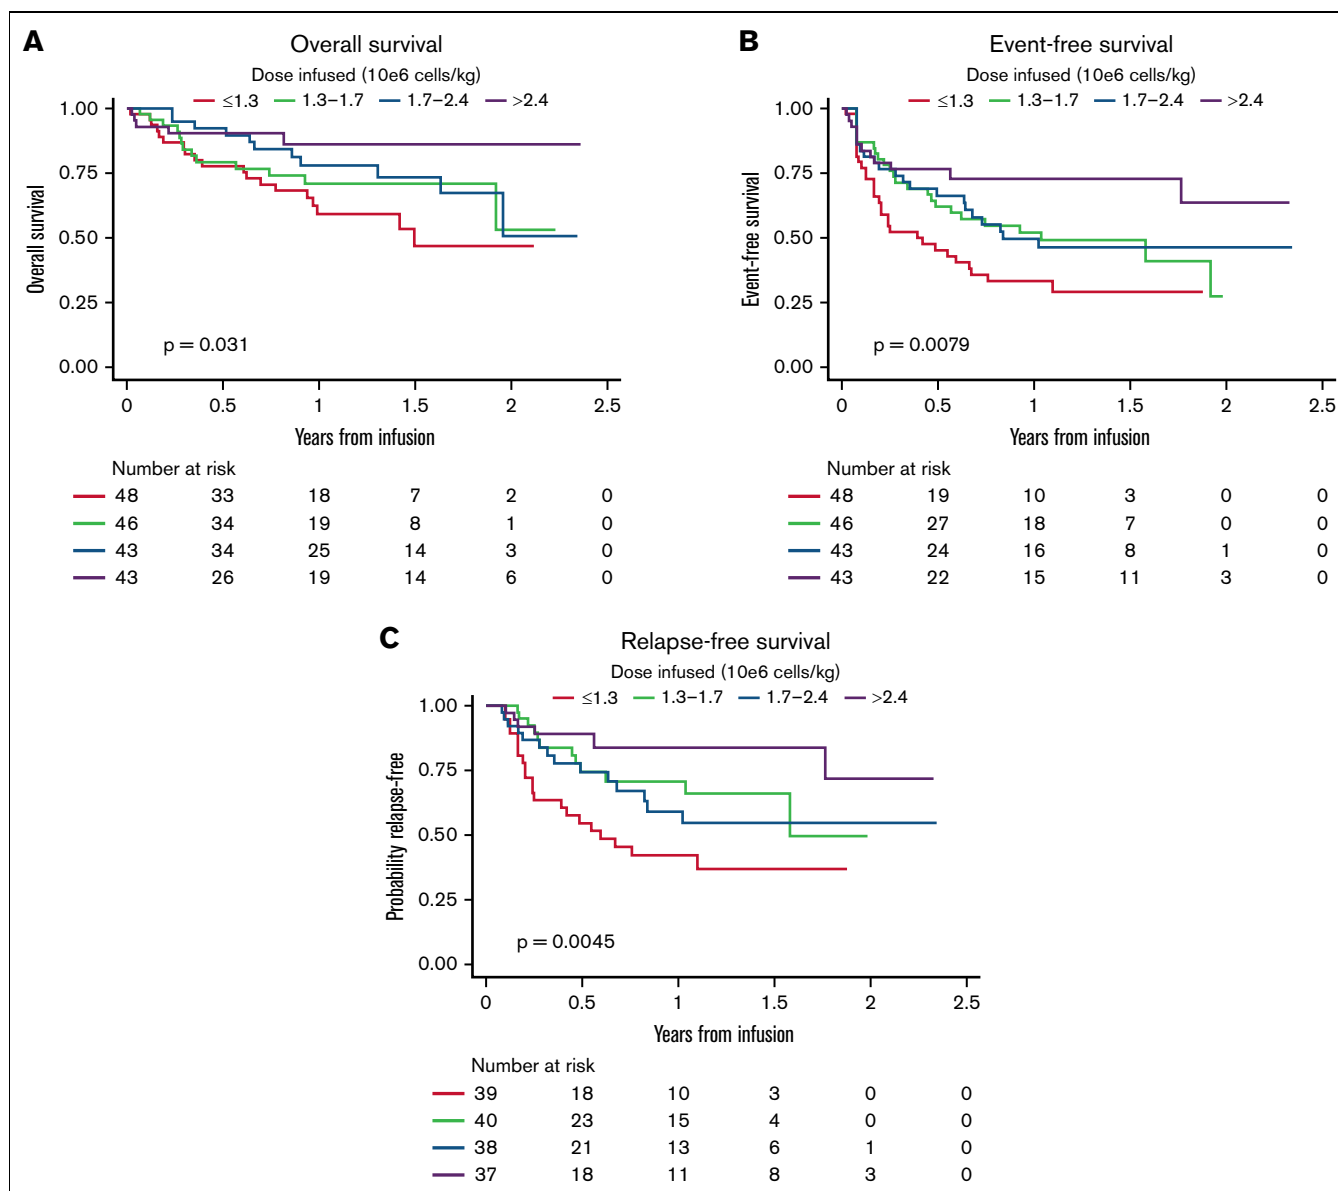 A
Overall survival
Dose infused (10e6 cells/kg)
≤1.3 1.3–1.7 1.7–2.4 >2.4
1.00
0.75
0.50
0.25
0.00
Overall survival
p = 0.031
0 0.5 1 1.5 2 2.5
Years from infusion
Number at risk
48 33 18 7 2 0
46 34 19 8 1 0
43 34 25 14 3 0
43 26 19 14 6 0
B
Event-free survival
Dose infused (10e6 cells/kg)
≤1.3 1.3–1.7 1.7–2.4 >2.4
1.00
0.75
0.50
0.25
0.00
Event-free survival
p = 0.0079
0 0.5 1 1.5 2 2.5
Years from infusion
Number at risk
48 19 10 3 0 0
46 27 18 7 0 0
43 24 16 8 1 0
43 22 15 11 3 0
C
Relapse-free survival
Dose infused (10e6 cells/kg)
≤1.3 1.3–1.7 1.7–2.4 >2.4
1.00
0.75
0.50
0.25
0.00
Probability relapse-free
p = 0.0045
0 0.5 1 1.5 2 2.5
Years from infusion
Number at risk
39 18 10 3 0 0
40 23 15 4 0 0
38 21 13 6 1 0
37 18 11 8 3 0